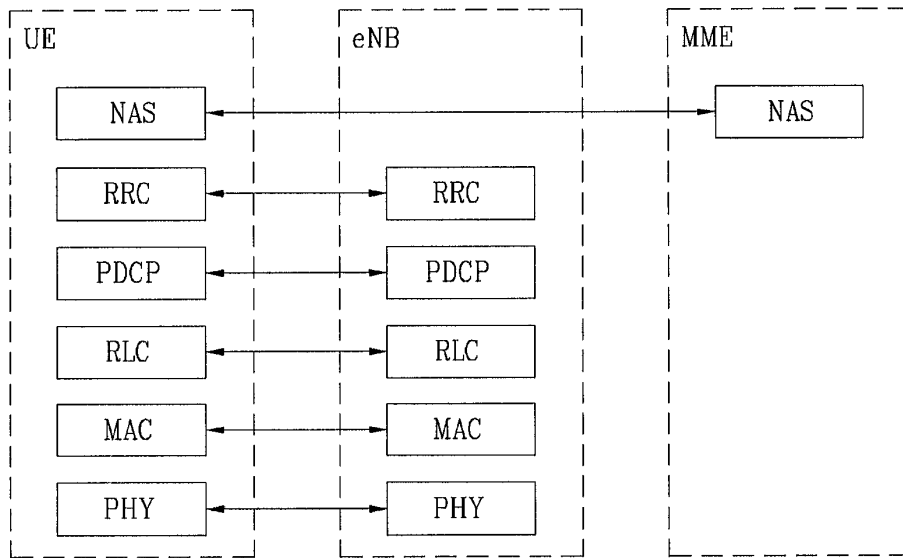 UE eNB MME
NAS NAS
RRC RRC
PDCP PDCP
RLC RLC
MAC MAC
PHY PHY